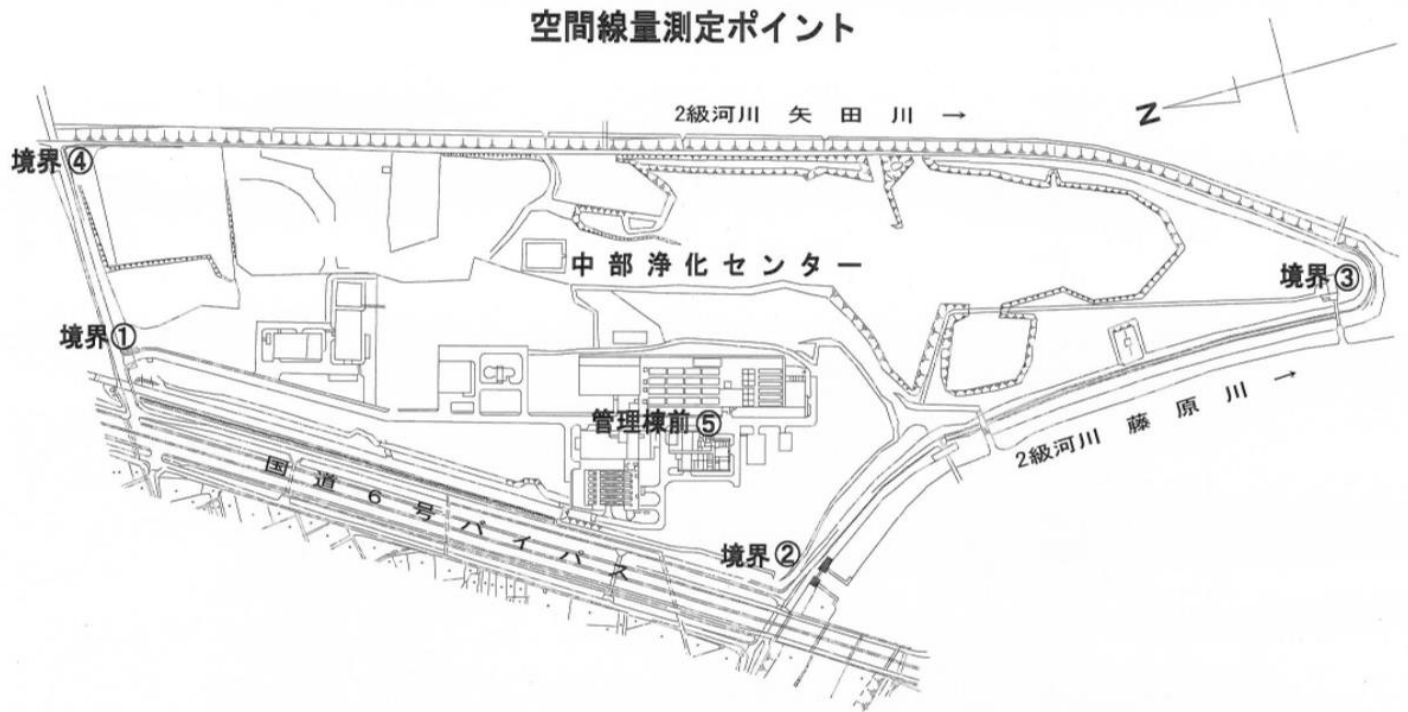 空間線量測定ポイント
2級河川 矢田川 →
N
境界④
中部浄化センター
境界③
境界①
管理棟前⑤
2級河川 藤原川 →
国道6号バイパス
境界②